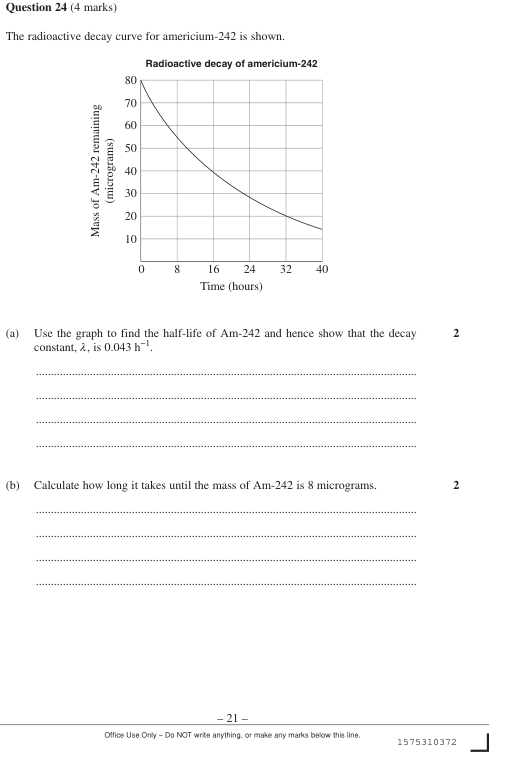 Question 24 (4 marks)
The radioactive decay curve for americium-242 is shown.
Radioactive decay of americium-242
Mass of Am-242 remaining
(micrograms)
80
70
60
50
40
30
20
10
0 8 16 24 32 40
Time (hours)
(a) Use the graph to find the half-life of Am-242 and hence show that the decay 2
constant, λ, is 0.043 h⁻¹.
(b) Calculate how long it takes until the mass of Am-242 is 8 micrograms. 2
– 21 –
Office Use Only – Do NOT write anything, or make any marks below this line.
1575310372